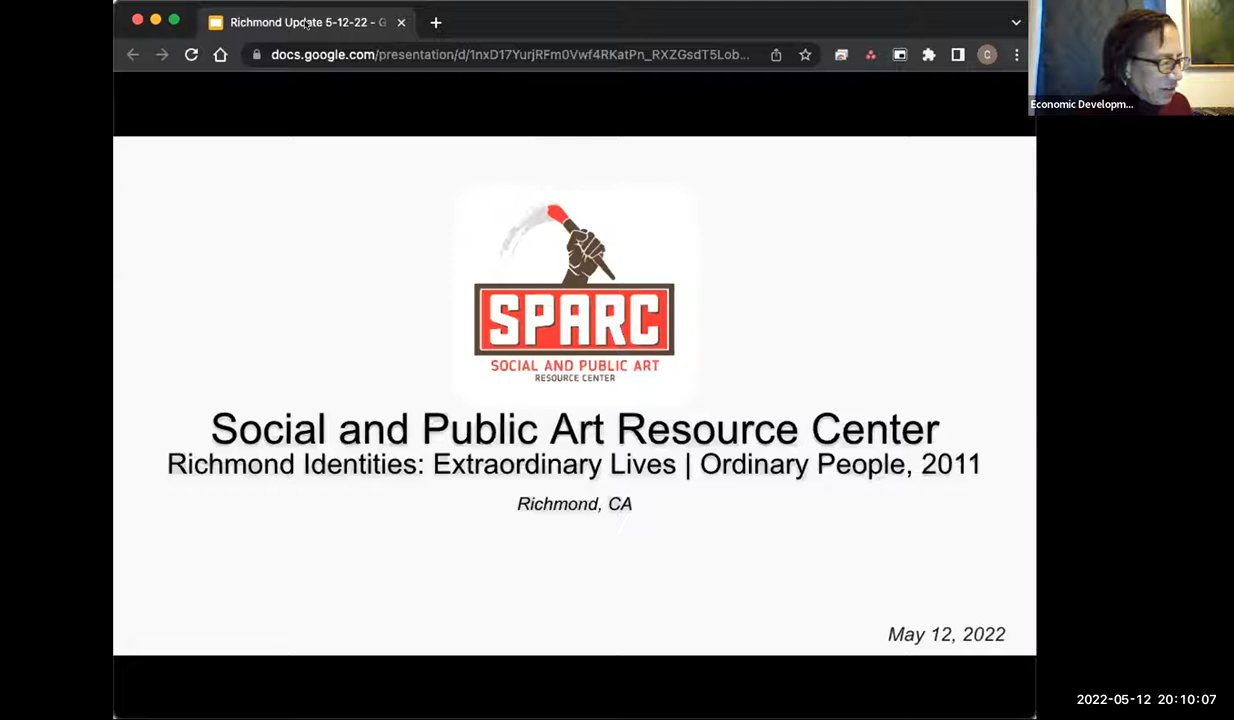 Richmond Update 5-12-22 - G
docs.google.com/presentation/d/1nxD17YurjRFm0Vwf4RKatPn_RXZGsdT5Lob...
C
Economic Developm...
SPARC
SOCIAL AND PUBLIC ART
RESOURCE CENTER
Social and Public Art Resource Center
Richmond Identities: Extraordinary Lives | Ordinary People, 2011
Richmond, CA
May 12, 2022
2022-05-12 20:10:07